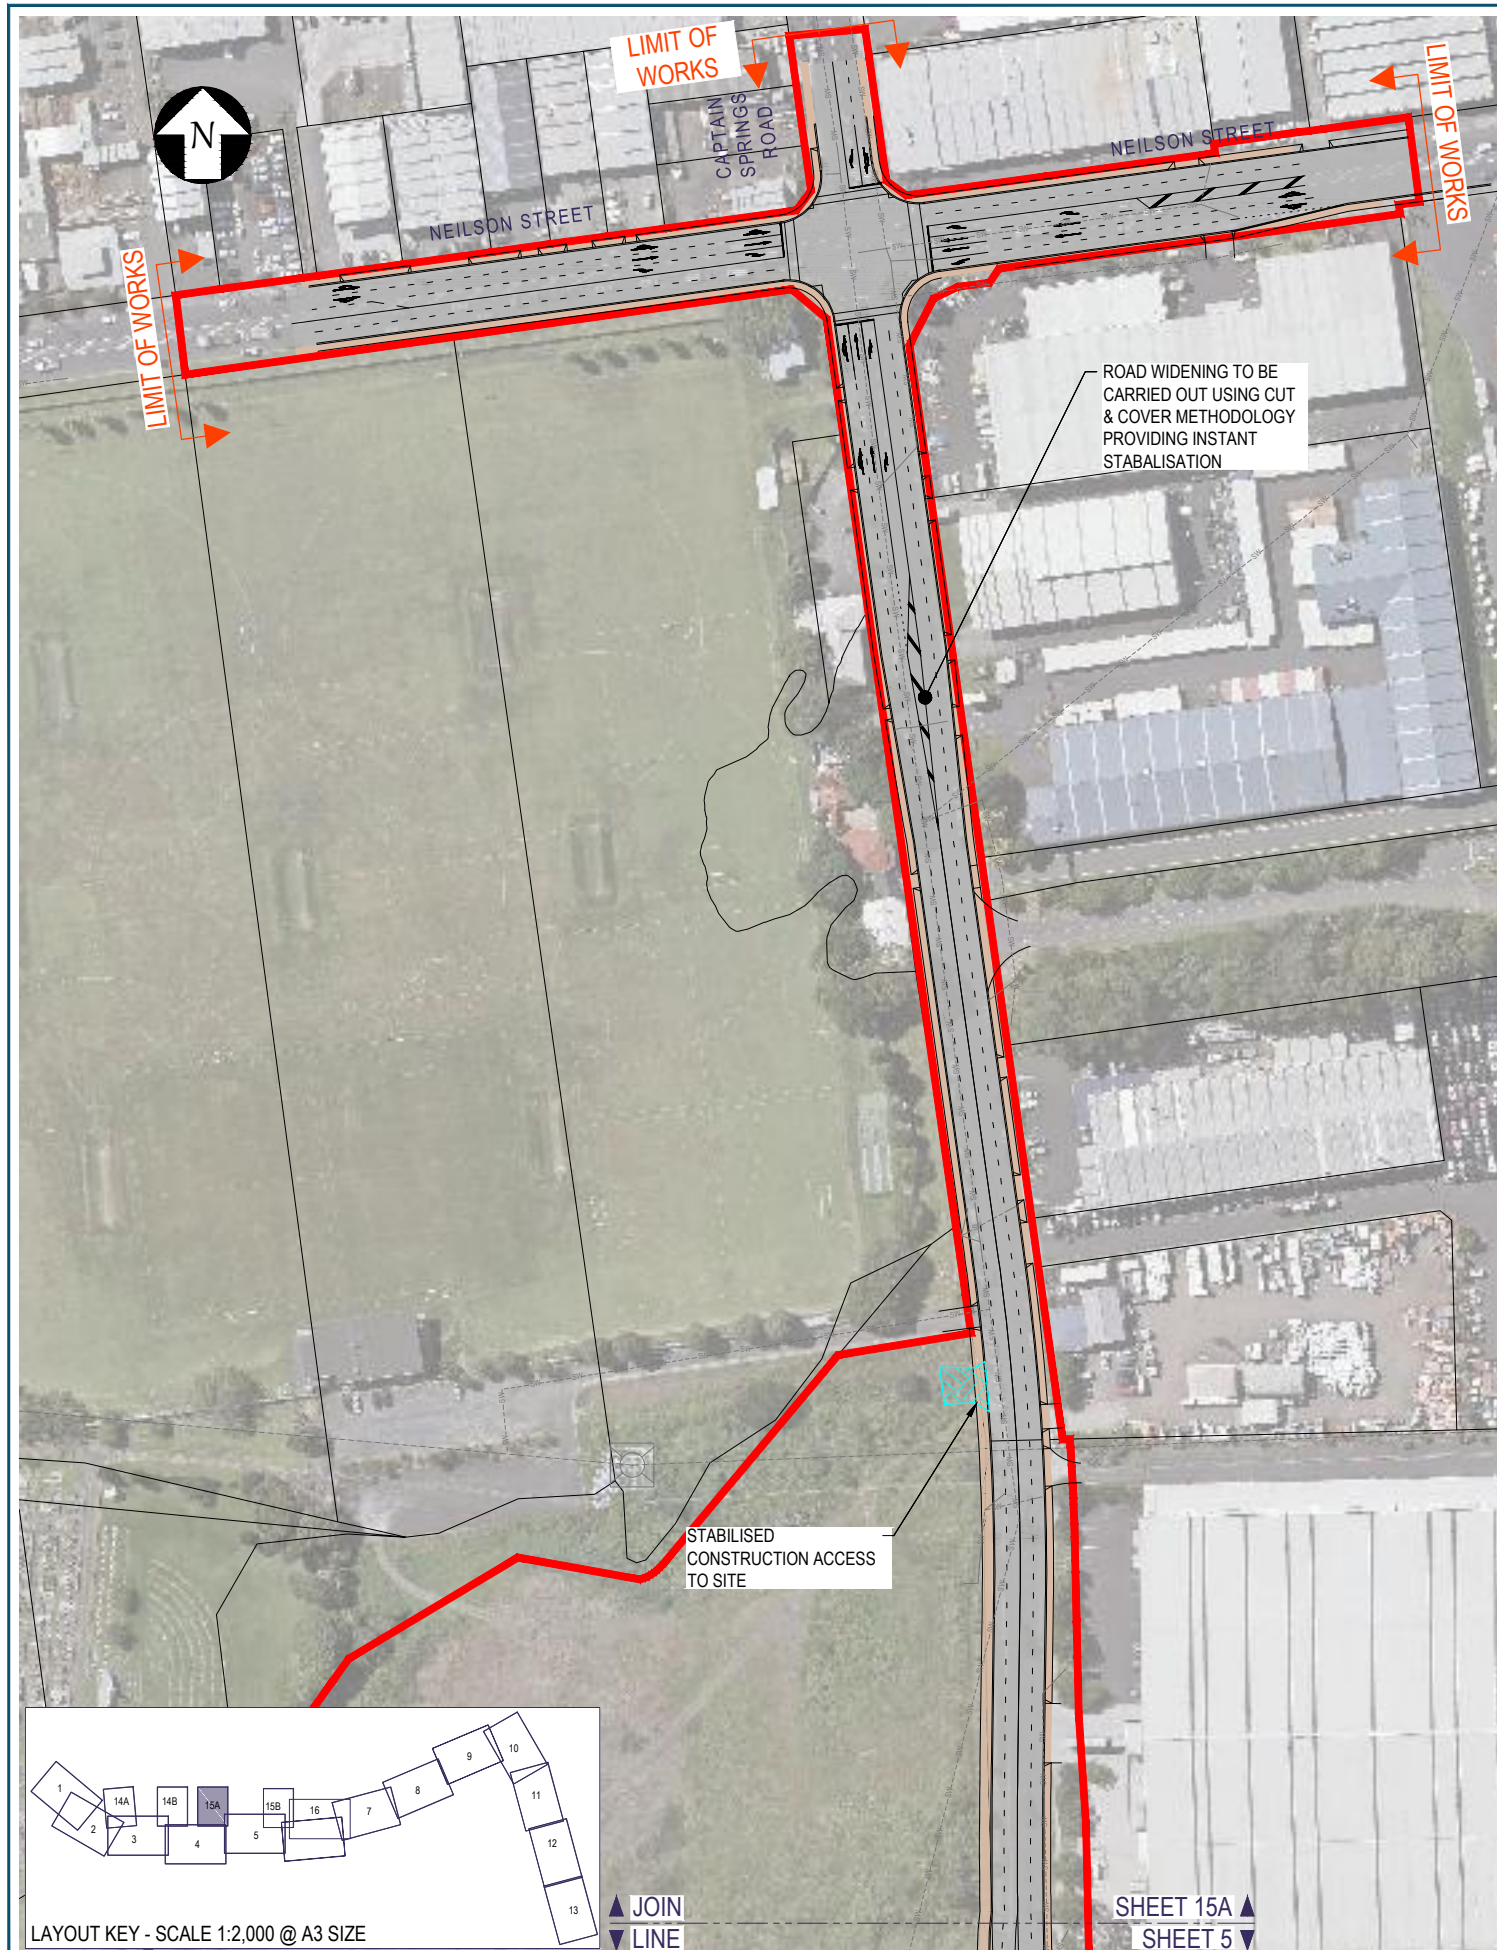 LIMIT OF
WORKS
N
CAPTAIN
SPRINGS
ROAD
NEILSON STREET
LIMIT OF WORKS
NEILSON STREET
LIMIT OF WORKS
ROAD WIDENING TO BE
CARRIED OUT USING CUT
& COVER METHODOLOGY
PROVIDING INSTANT
STABALISATION
STABILISED
CONSTRUCTION ACCESS
TO SITE
1
2
14A
3
14B
4
15A
5
15B
16
7
8
9
10
11
12
13
LAYOUT KEY - SCALE 1:2,000 @ A3 SIZE
JOIN
LINE
SHEET 15A
SHEET 5